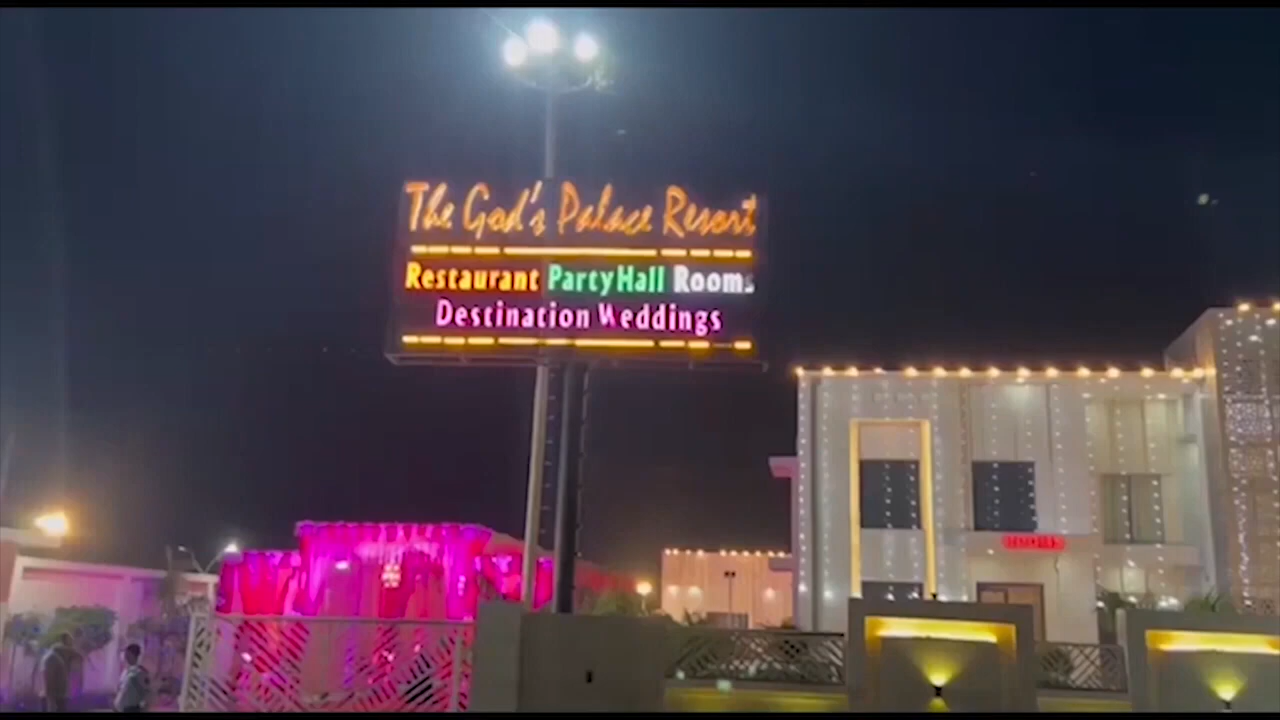 The God's Palace Resort
Restaurant PartyHall Rooms
Destination Weddings